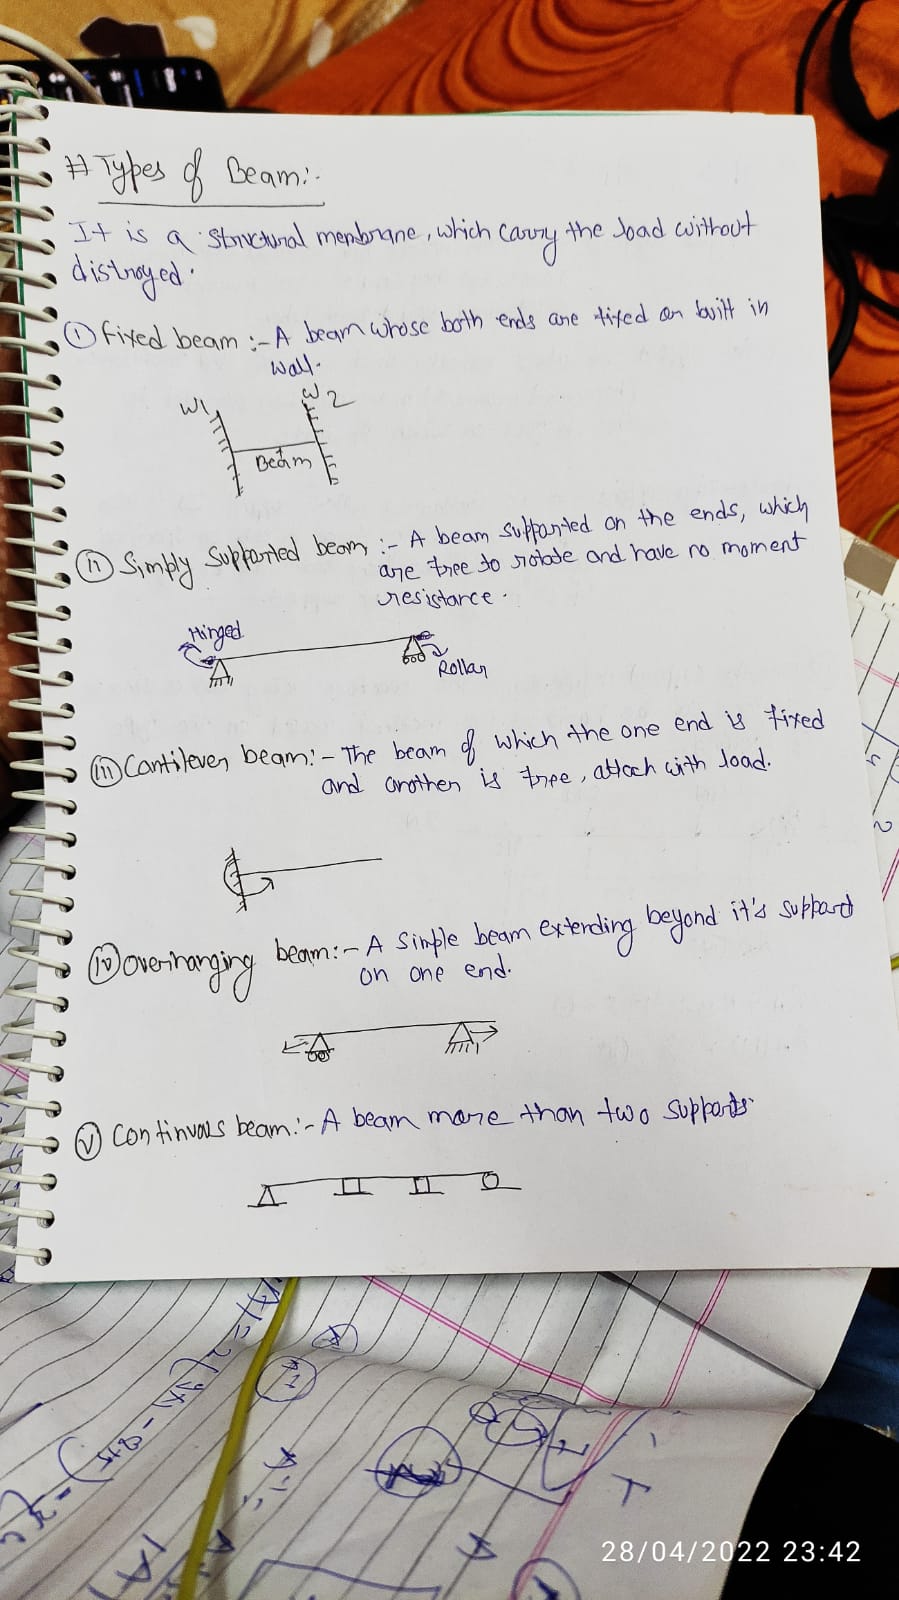 # Types of Beam:-
It is a structural menbrane, which carry the load without
distroyed.
① Fixed beam :- A beam whose both ends are fixed or built in
wall.
W1
W2
Beam
ii Simply Supported beam :- A beam supported on the ends, which
are free to rotate and have no moment
resistance.
Hinged
Rollar
iii Cantilever beam:- The beam of which the one end is fixed
and another is free, attach with load.
iv Overhanging beam:- A simple beam extending beyond it's support
on one end.
v Continuous beam:- A beam more than two supports.
28/04/2022 23:42